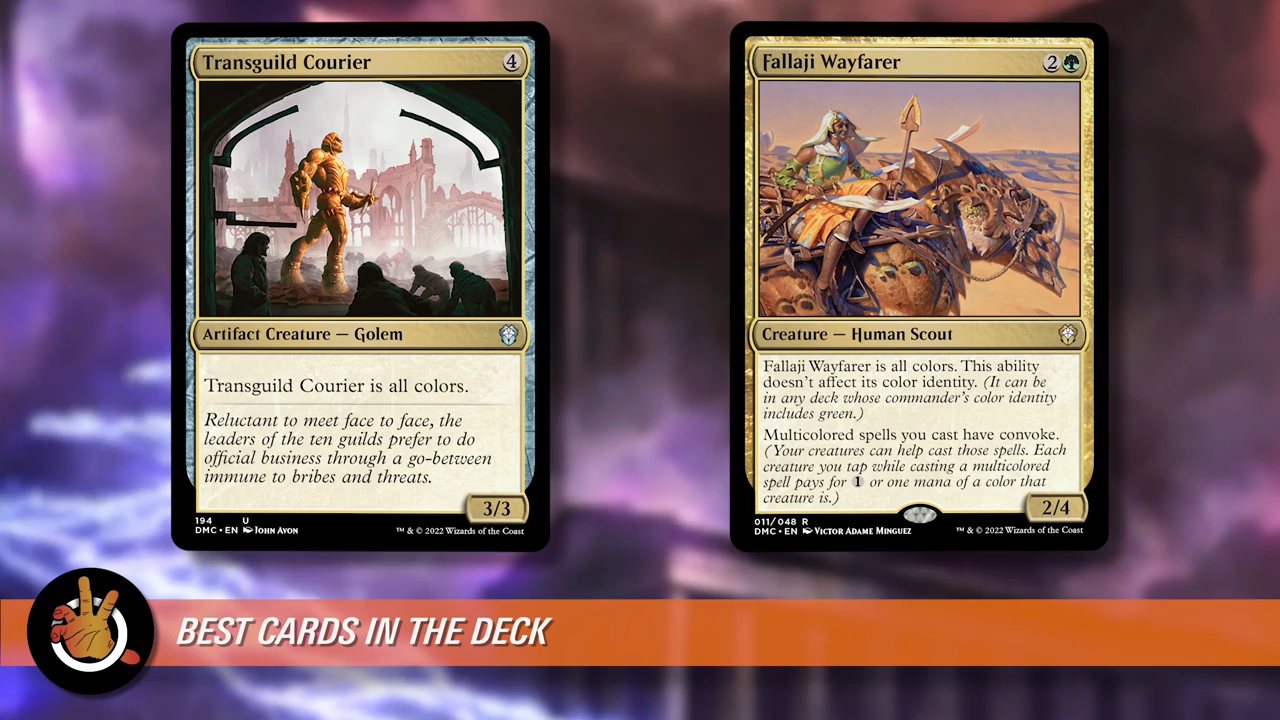 Transguild Courier 4
Artifact Creature — Golem
Transguild Courier is all colors.
Reluctant to meet face to face, the
leaders of the ten guilds prefer to do
official business through a go-between
immune to bribes and threats.
3/3
194 U
DMC • EN John Avon ™ & © 2022 Wizards of the Coast
Fallaji Wayfarer 2
Creature — Human Scout
Fallaji Wayfarer is all colors. This ability
doesn't affect its color identity. (It can be
in any deck whose commander's color identity
includes green.)
Multicolored spells you cast have convoke.
(Your creatures can help cast those spells. Each
creature you tap while casting a multicolored
spell pays for 1 or one mana of a color that
creature is.)
2/4
011/048 R
DMC • EN Victor Adame Minguez ™ & © 2022 Wizards of the Coast
BEST CARDS IN THE DECK